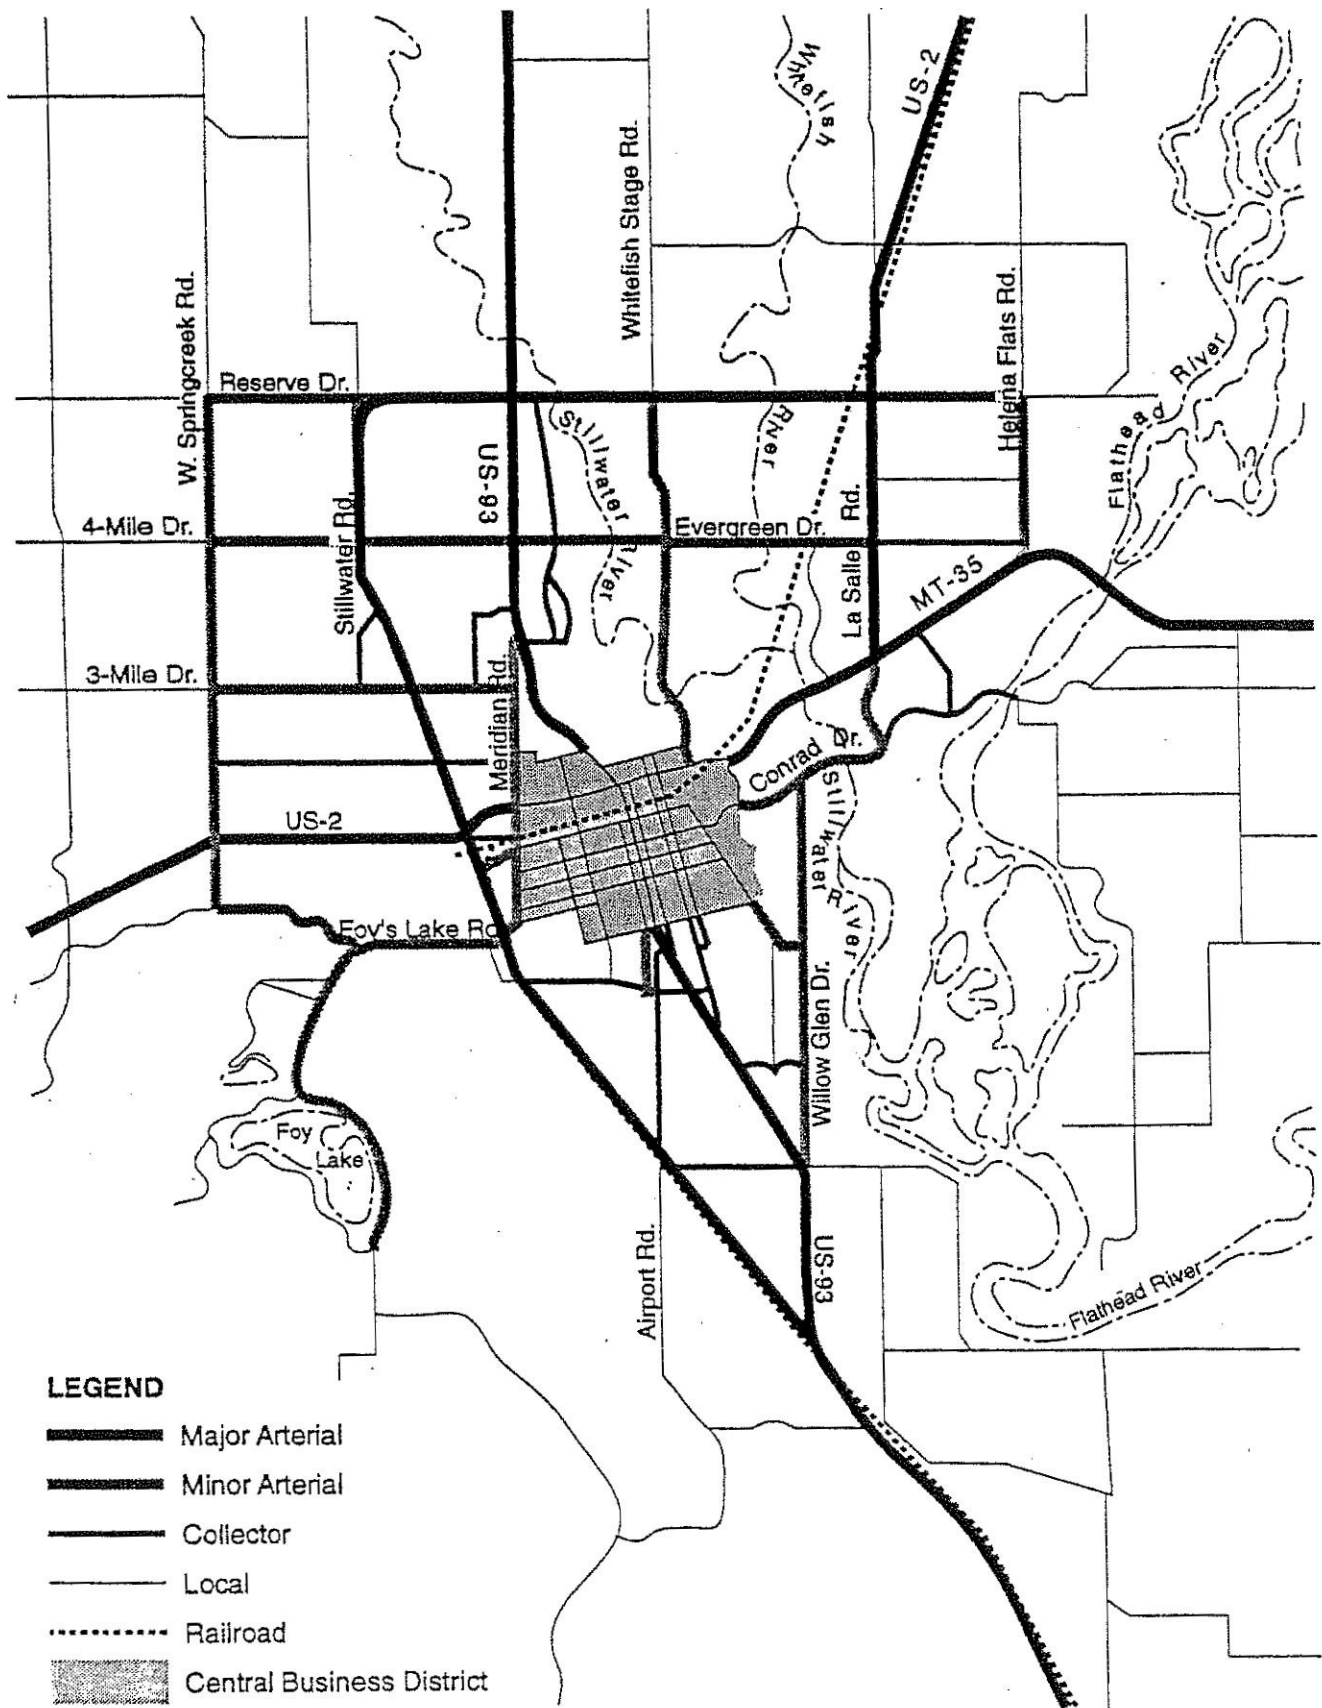 Whitefish
US-2
Whitefish Stage Rd.
W. Springcreek Rd.
Helena Flats Rd.
Flathead River
Reserve Dr.
Stillwater River
River
US-93
Stillwater Rd.
4-Mile Dr.
Evergreen Dr.
La Salle Rd.
MT-35
3-Mile Dr.
Meridian Rd.
Conrad Dr.
US-2
Stillwater River
Foy's Lake Rd
Willow Glen Dr.
Foy
Lake
Airport Rd.
US-93
Flathead River
LEGEND
Major Arterial
Minor Arterial
Collector
Local
Railroad
Central Business District